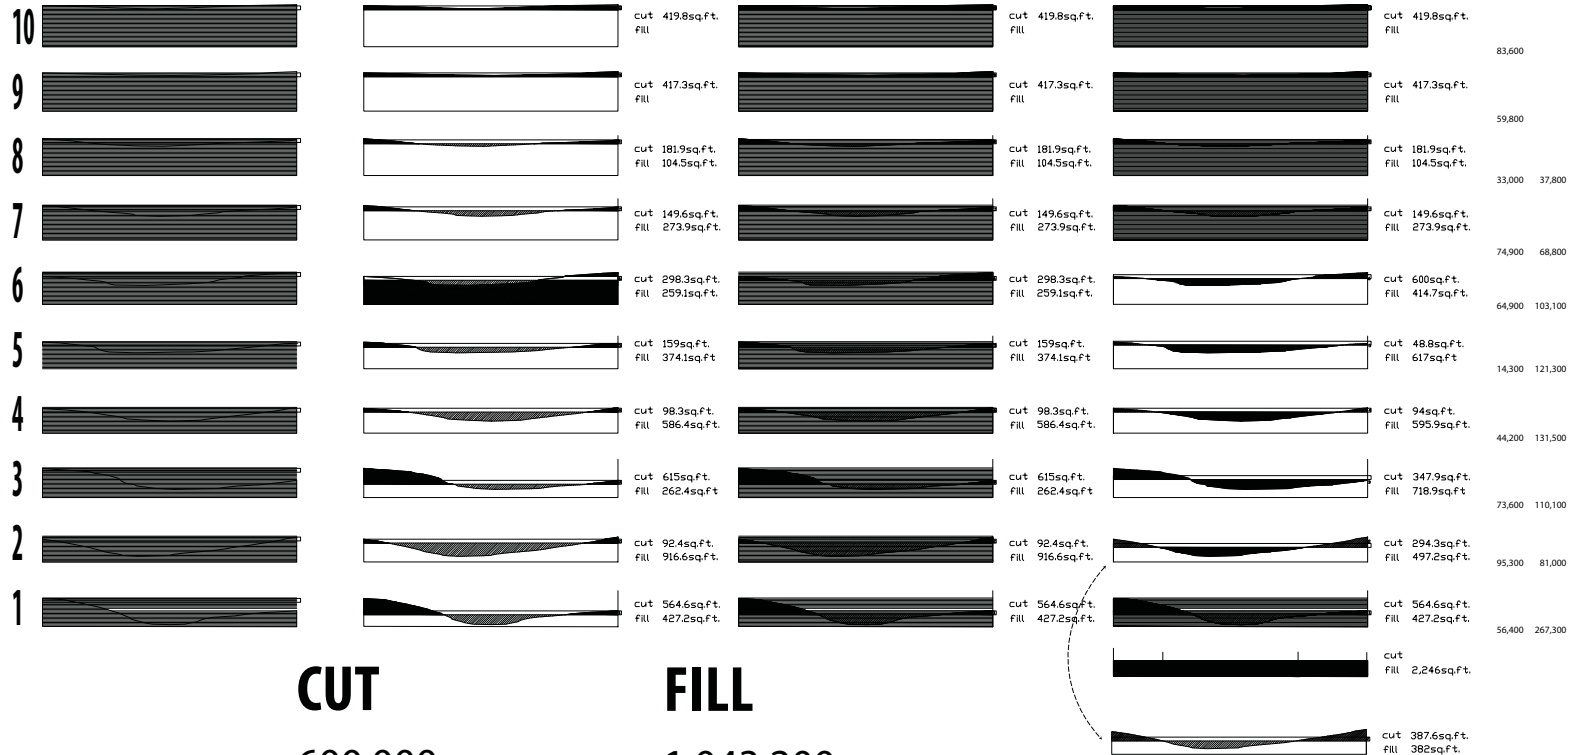 10
cut 419.8sq.ft.
fill
cut 419.8sq.ft.
fill
cut 419.8sq.ft.
fill
83,600
9
cut 417.3sq.ft.
fill
cut 417.3sq.ft.
fill
cut 417.3sq.ft.
fill
59,800
8
cut 181.9sq.ft.
fill 104.5sq.ft.
cut 181.9sq.ft.
fill 104.5sq.ft.
cut 181.9sq.ft.
fill 104.5sq.ft.
33,000 37,800
7
cut 149.6sq.ft.
fill 273.9sq.ft.
cut 149.6sq.ft.
fill 273.9sq.ft.
cut 149.6sq.ft.
fill 273.9sq.ft.
74,900 68,800
6
cut 298.3sq.ft.
fill 259.1sq.ft.
cut 298.3sq.ft.
fill 259.1sq.ft.
cut 600sq.ft.
fill 414.7sq.ft.
64,900 103,100
5
cut 159sq.ft.
fill 374.1sq.ft
cut 159sq.ft.
fill 374.1sq.ft
cut 48.8sq.ft.
fill 617sq.ft
14,300 121,300
4
cut 98.3sq.ft.
fill 586.4sq.ft.
cut 98.3sq.ft.
fill 586.4sq.ft.
cut 94sq.ft.
fill 595.9sq.ft.
44,200 131,500
3
cut 615sq.ft.
fill 262.4sq.ft
cut 615sq.ft.
fill 262.4sq.ft
cut 347.9sq.ft.
fill 718.9sq.ft
73,600 110,100
2
cut 92.4sq.ft.
fill 916.6sq.ft.
cut 92.4sq.ft.
fill 916.6sq.ft.
cut 294.3sq.ft.
fill 497.2sq.ft.
95,300 81,000
1
cut 564.6sq.ft.
fill 427.2sq.ft.
cut 564.6sq.ft.
fill 427.2sq.ft.
cut 564.6sq.ft.
fill 427.2sq.ft.
56,400 267,300
cut
fill 2,246sq.ft.
CUT
FILL
cut 387.6sq.ft.
fill 382sq.ft.